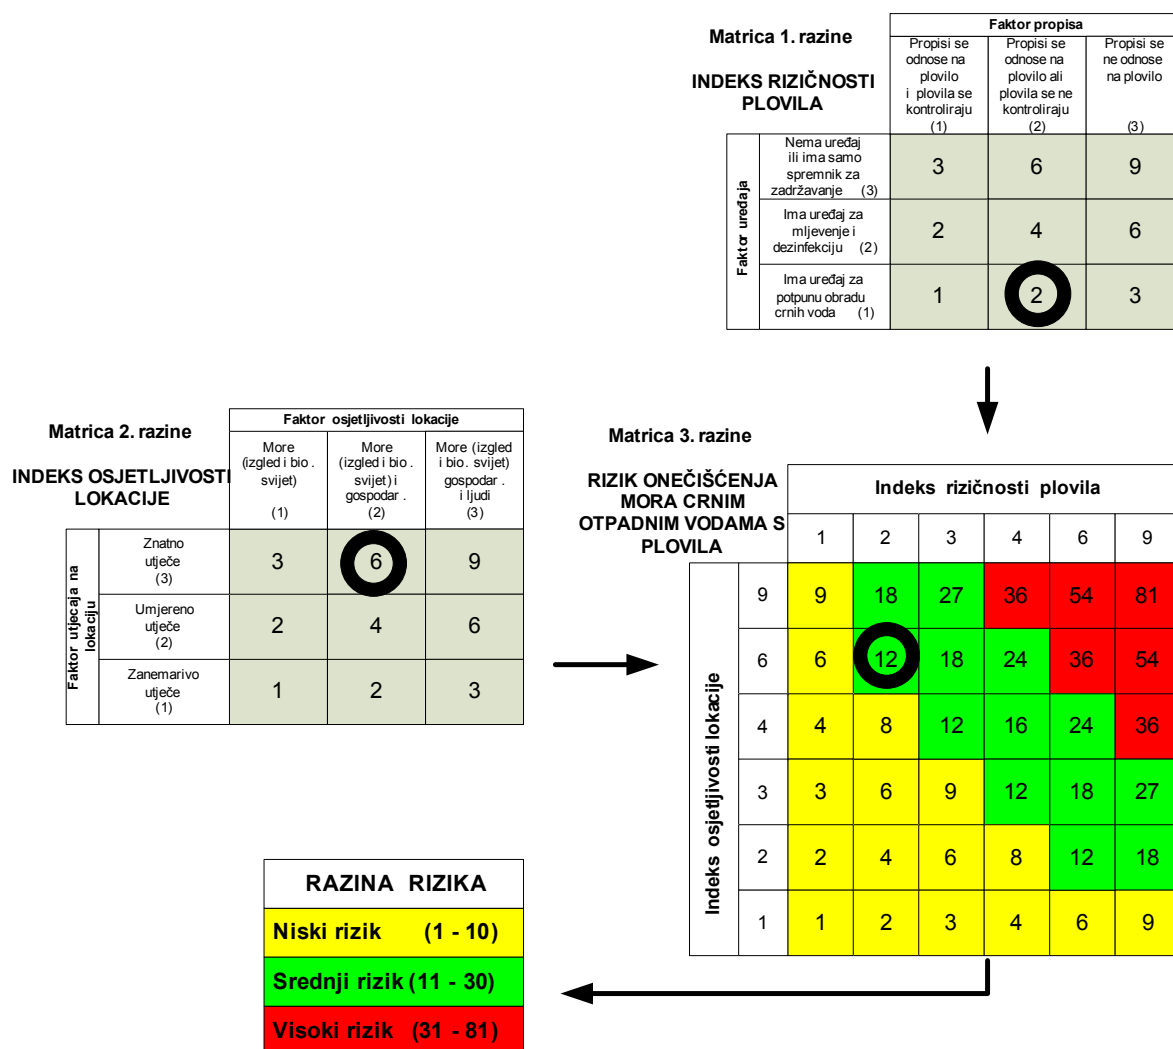 Matrica 1. razine
INDEKS RIZIČNOSTI
PLOVILA
Faktor propisa
Propisi se
odnose na
plovilo
i plovila se
kontroliraju
(1)
Propisi se
odnose na
plovilo ali
plovila se ne
kontroliraju
(2)
Propisi se
ne odnose
na plovilo
(3)
Faktor uređaja
Nema uređaj
ili ima samo
spremnik za
zadržavanje (3)
3 6 9
Ima uređaj za
mljevenje i
dezinfekciju (2)
2 4 6
Ima uređaj za
potpunu obradu
crnih voda (1)
1 2 3
Matrica 2. razine
INDEKS OSJETLJIVOSTI
LOKACIJE
Faktor osjetljivosti lokacije
More
(izgled i bio.
svijet)
(1)
More
(izgled i bio.
svijet) i
gospodar.
(2)
More (izgled
i bio. svijet)
gospodar.
i ljudi
(3)
Faktor utjecaja na
lokaciju
Znatno
utječe
(3)
3 6 9
Umjereno
utječe
(2)
2 4 6
Zanemarivo
utječe
(1)
1 2 3
Matrica 3. razine
RIZIK ONEČIŠĆENJA
MORA CRNIM
OTPADNIM VODAMA S
PLOVILA
Indeks rizičnosti plovila
1 2 3 4 6 9
Indeks osjetljivosti lokacije
9 9 18 27 36 54 81
6 6 12 18 24 36 54
4 4 8 12 16 24 36
3 3 6 9 12 18 27
2 2 4 6 8 12 18
1 1 2 3 4 6 9
RAZINA RIZIKA
Niski rizik (1 - 10)
Srednji rizik (11 - 30)
Visoki rizik (31 - 81)